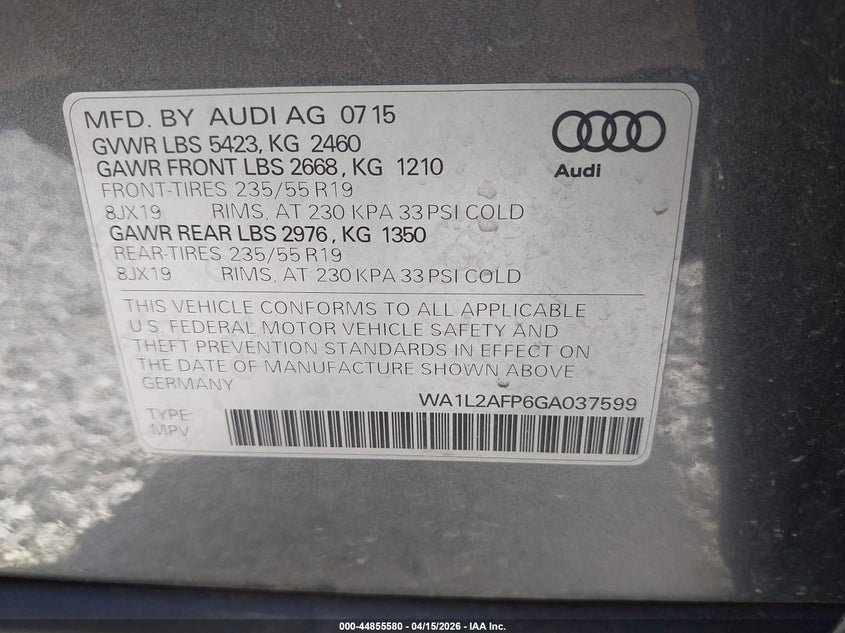 MFD. BY AUDI AG 07 15
GVWR LBS 5423, KG 2460
GAWR FRONT LBS 2668, KG 1210
FRONT-TIRES 235/55 R19
8JX19 RIMS, AT 230 KPA 33 PSI COLD
GAWR REAR LBS 2976, KG 1350
REAR-TIRES 235/55 R19
8JX19 RIMS, AT 230 KPA 33 PSI COLD
Audi
THIS VEHICLE CONFORMS TO ALL APPLICABLE
U.S. FEDERAL MOTOR VEHICLE SAFETY AND
THEFT PREVENTION STANDARDS IN EFFECT ON
THE DATE OF MANUFACTURE SHOWN ABOVE
GERMANY
WA1L2AFP6GA037599
TYPE
MPV
000-44855580 - 04/15/2026 - IAA Inc.